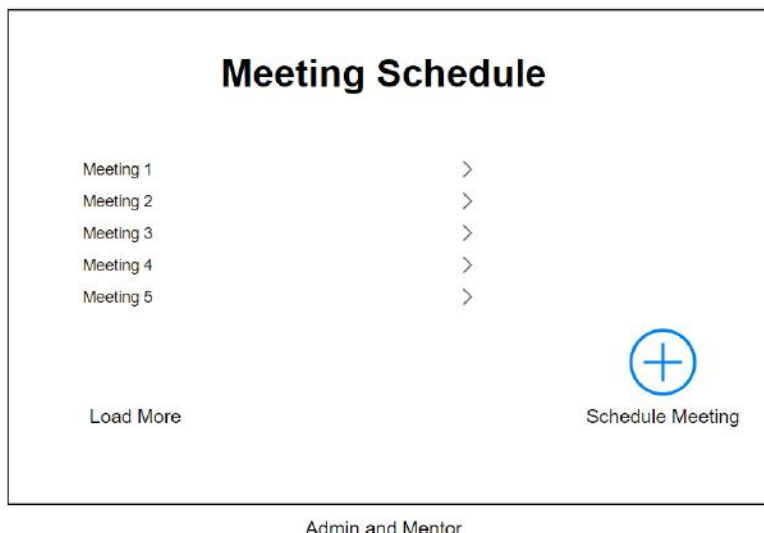 Meeting Schedule
Meeting 1
Meeting 2
Meeting 3
Meeting 4
Meeting 5
Load More
Schedule Meeting
Admin and Mentor